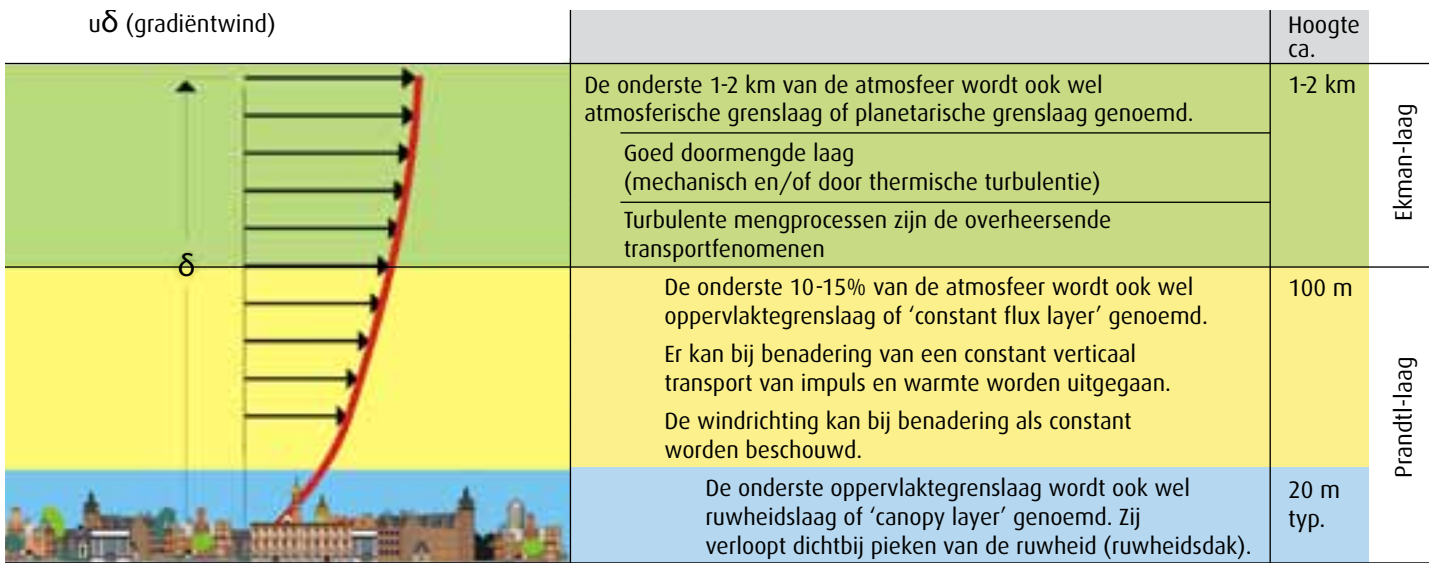 uδ (gradiëntwind)
Hoogte
ca.
De onderste 1-2 km van de atmosfeer wordt ook wel
atmosferische grenslaag of planetarische grenslaag genoemd.
1-2 km
Goed doormengde laag
(mechanisch en/of door thermische turbulentie)
Turbulente mengprocessen zijn de overheersende
transportfenomenen
Ekman-laag
δ
De onderste 10-15% van de atmosfeer wordt ook wel
oppervlaktegrenslaag of ‘constant flux layer’ genoemd.
100 m
Er kan bij benadering van een constant verticaal
transport van impuls en warmte worden uitgegaan.
De windrichting kan bij benadering als constant
worden beschouwd.
Prandtl-laag
De onderste oppervlaktegrenslaag wordt ook wel
ruwheidslaag of ‘canopy layer’ genoemd. Zij
verloopt dichtbij pieken van de ruwheid (ruwheidsdak).
20 m
typ.